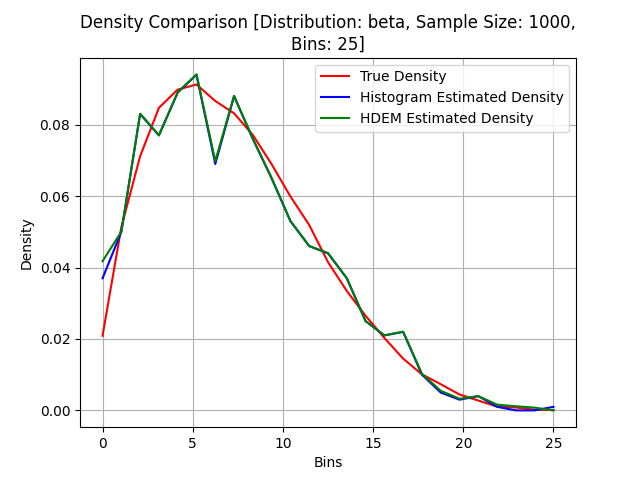 Density Comparison [Distribution: beta, Sample Size: 1000,
Bins: 25]
True Density
Histogram Estimated Density
HDEM Estimated Density
Density
0.08
0.06
0.04
0.02
0.00
0
5
10
15
20
25
Bins